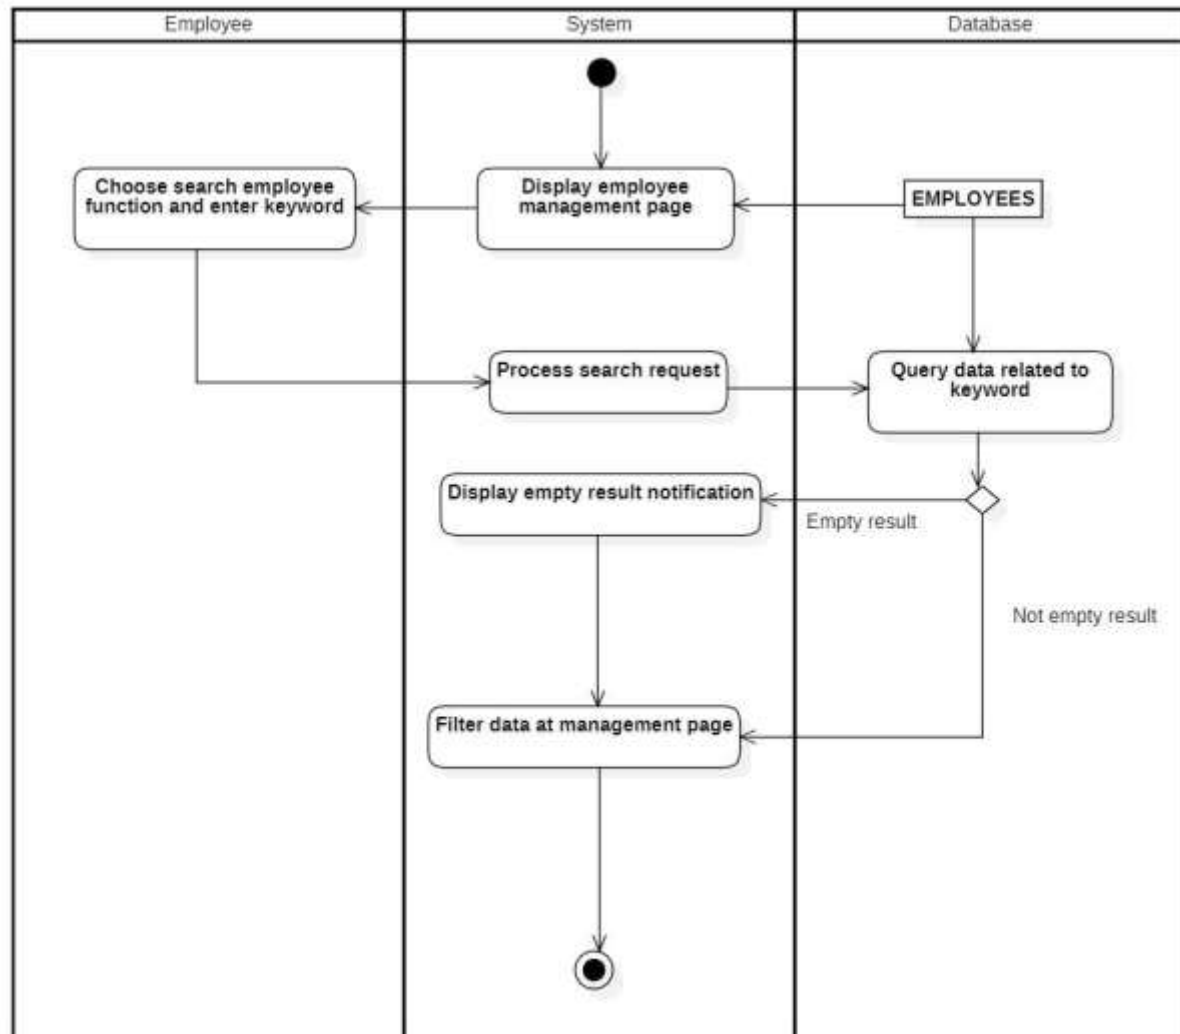 Employee
System
Database
Choose search employee
function and enter keyword
Display employee
management page
EMPLOYEES
Process search request
Query data related to
keyword
Display empty result notification
Empty result
Not empty result
Filter data at management page